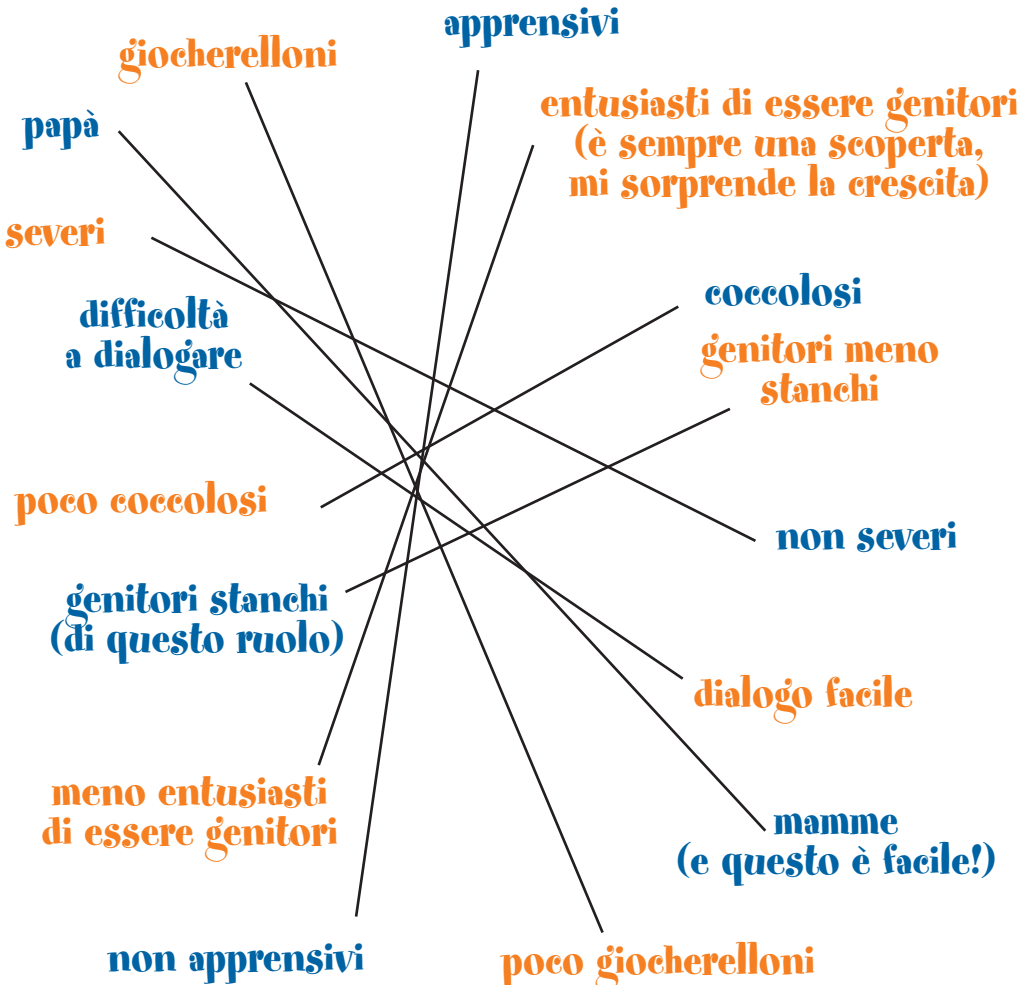 apprensivi
giocherelloni
entusiasti di essere genitori
(è sempre una scoperta,
mi sorprende la crescita)
papà
severi
coccolosi
difficoltà
a dialogare
genitori meno
stanchi
poco coccolosi
non severi
genitori stanchi
(di questo ruolo)
dialogo facile
meno entusiasti
di essere genitori
mamme
(e questo è facile!)
non apprensivi
poco giocherelloni